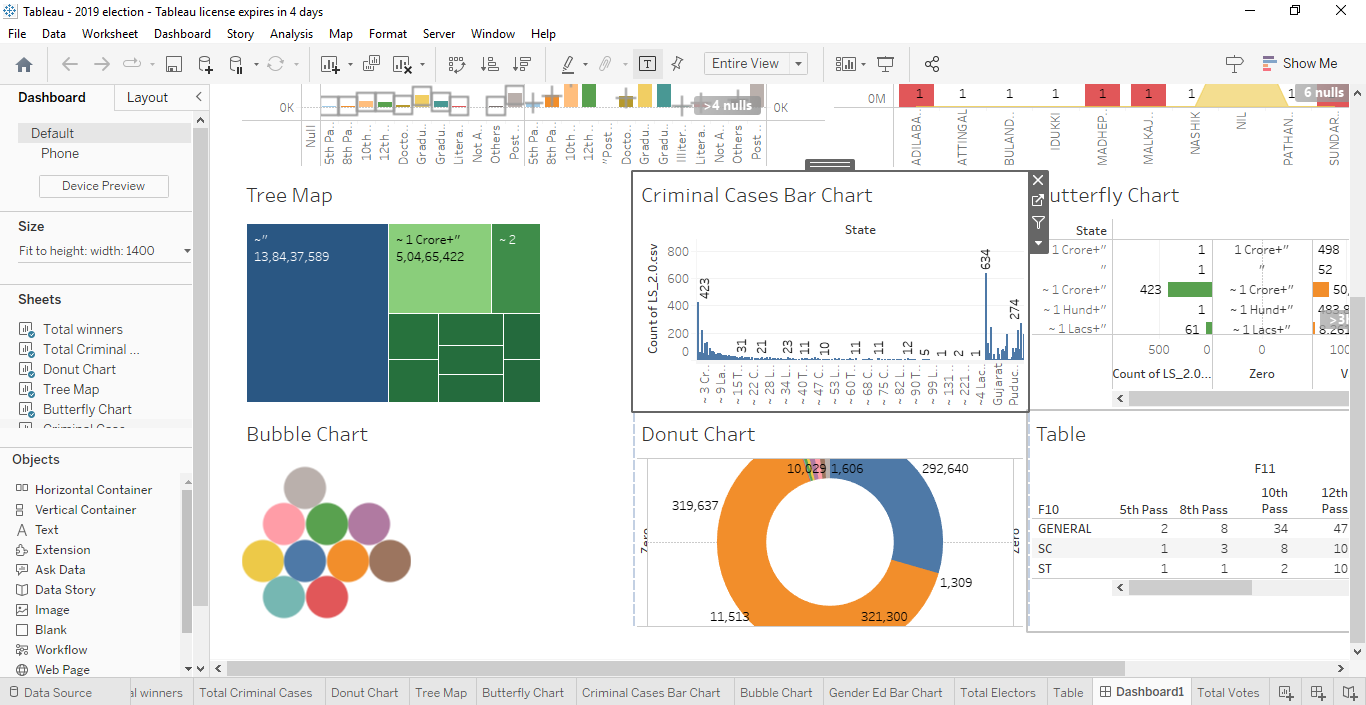 Tableau - 2019 election - Tableau license expires in 4 days
File Data Worksheet Dashboard Story Analysis Map Format Server Window Help
Entire View
Show Me
Dashboard Layout
Default
Phone
Device Preview
Size
Fit to height: width: 1400
Sheets
Total winners
Total Criminal ...
Donut Chart
Tree Map
Butterfly Chart
Objects
Horizontal Container
Vertical Container
Text
Extension
Ask Data
Data Story
Image
Blank
Workflow
Web Page
0K
>4 nulls
0K
Null
5th Pa..
8th Pa..
10th ..
12th ..
Docto..
Gradu..
Gradu..
Litera..
Not A..
Others
Post ..
5th Pa..
8th Pa..
10th ..
12th ..
"Post..
Docto..
Gradu..
Gradu..
Illiter..
Litera..
Not A..
Others
Post ..
0M
1 1 1 1 1 1 1 1
6 nulls
ADILABA..
ATTINGAL
BULAND..
IDUKKI
MADHEP..
MALKAJ..
NASHIK
NIL
PATHAN..
SUNDAR..
Tree Map
~"
13,84,37,589
~ 1 Crore+"
5,04,65,422
~ 2
Criminal Cases Bar Chart
State
Count of LS_2.0.csv
800
600
400
200
0
423
31
21
23
11
10
11
11
12
5
1
2
1
634
274
~ 3 Cr..
~ 9 La..
~15 T..
~ 22 C..
~ 28 L..
~ 34 L..
~ 40 T..
~ 47 C..
~ 53 L..
~ 60 T..
~ 68 C..
~ 75 C..
~ 82 L..
~ 90 T..
~ 99 L..
~ 131 ..
~ 221 ..
~4 Lac..
Gujarat
Puduc..
utterfly Chart
State
1 Crore+" 1 1 Crore+" 498
" 1 " 52
~ 1 Crore+" 423 ~ 1 Crore+" 50,
~ 1 Hund+" 1 ~ 1 Hund+"
~ 1 Lacs+" 61 ~ 1 Lacs+"
500 0 0 100
Count of LS_2.0... Zero V
Bubble Chart
Donut Chart
10,029 1,606 292,640
319,637
Zero
Zero
1,309
11,513 321,300
Table
F11
F10 5th Pass 8th Pass 10th Pass 12th Pass
GENERAL 2 8 34 47
SC 1 3 8 10
ST 1 1 2 10
Data Source al winners Total Criminal Cases Donut Chart Tree Map Butterfly Chart Criminal Cases Bar Chart Bubble Chart Gender Ed Bar Chart Total Electors Table Dashboard1 Total Votes